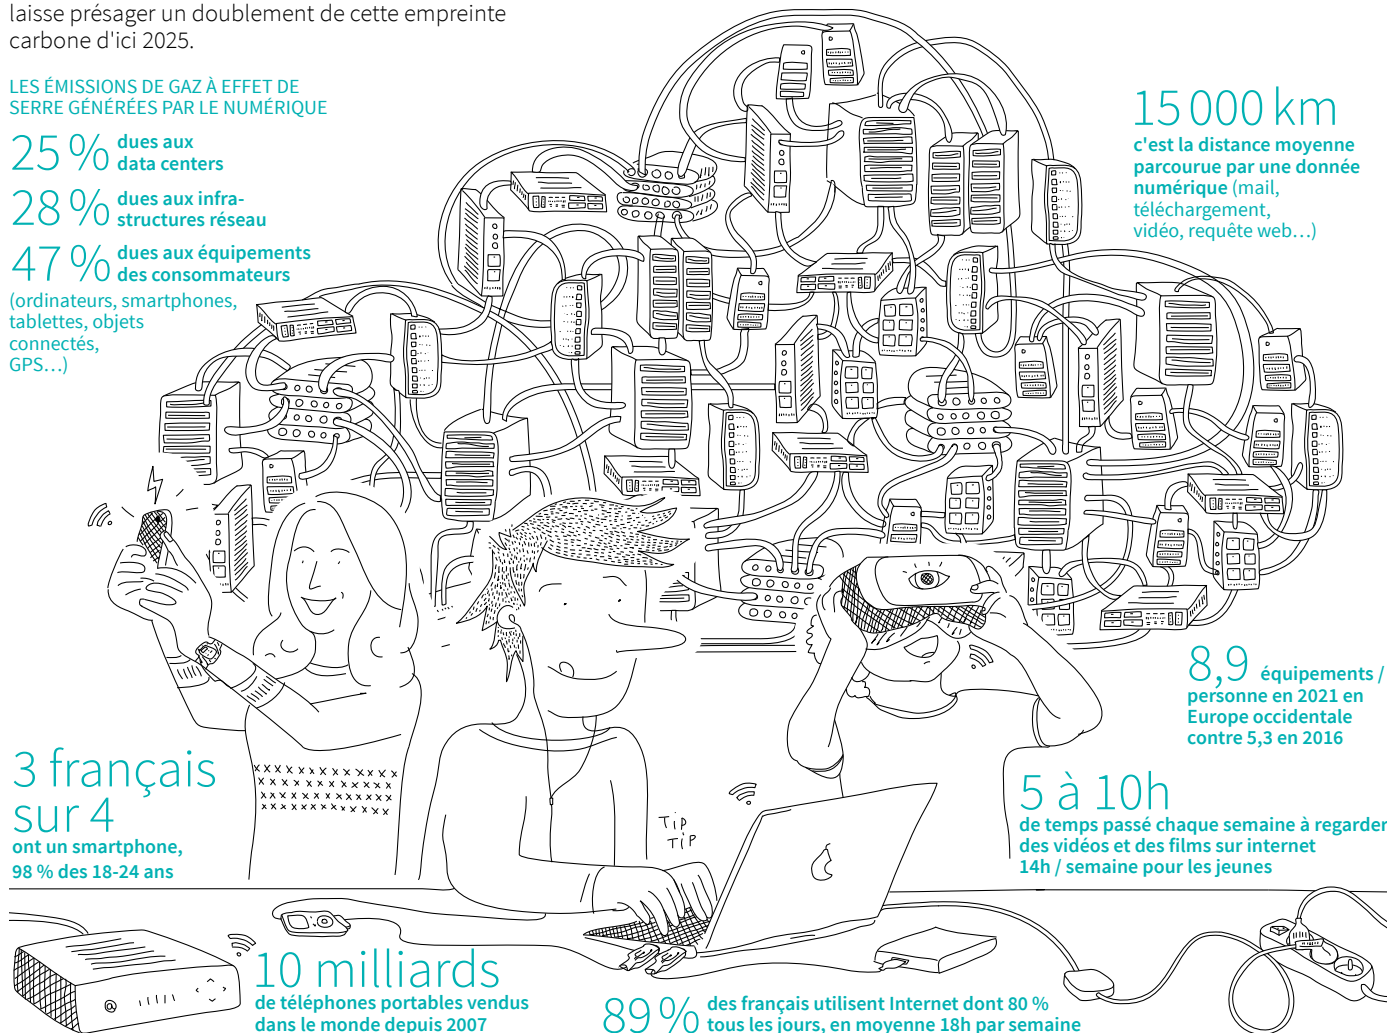 laisse présager un doublement de cette empreinte
carbone d'ici 2025.
LES ÉMISSIONS DE GAZ À EFFET DE
SERRE GÉNÉRÉES PAR LE NUMÉRIQUE
25 % dues aux
data centers
28 % dues aux infra-
structures réseau
47 % dues aux équipements
des consommateurs
(ordinateurs, smartphones,
tablettes, objets
connectés,
GPS…)
15 000 km
c'est la distance moyenne
parcourue par une donnée
numérique (mail,
téléchargement,
vidéo, requête web…)
8,9 équipements /
personne en 2021 en
Europe occidentale
contre 5,3 en 2016
3 français
sur 4
ont un smartphone,
98 % des 18-24 ans
TiP
TiP
5 à 10h
de temps passé chaque semaine à regarder
des vidéos et des films sur internet
14h / semaine pour les jeunes
10 milliards
de téléphones portables vendus
dans le monde depuis 2007
89 % des français utilisent Internet dont 80 %
tous les jours, en moyenne 18h par semaine